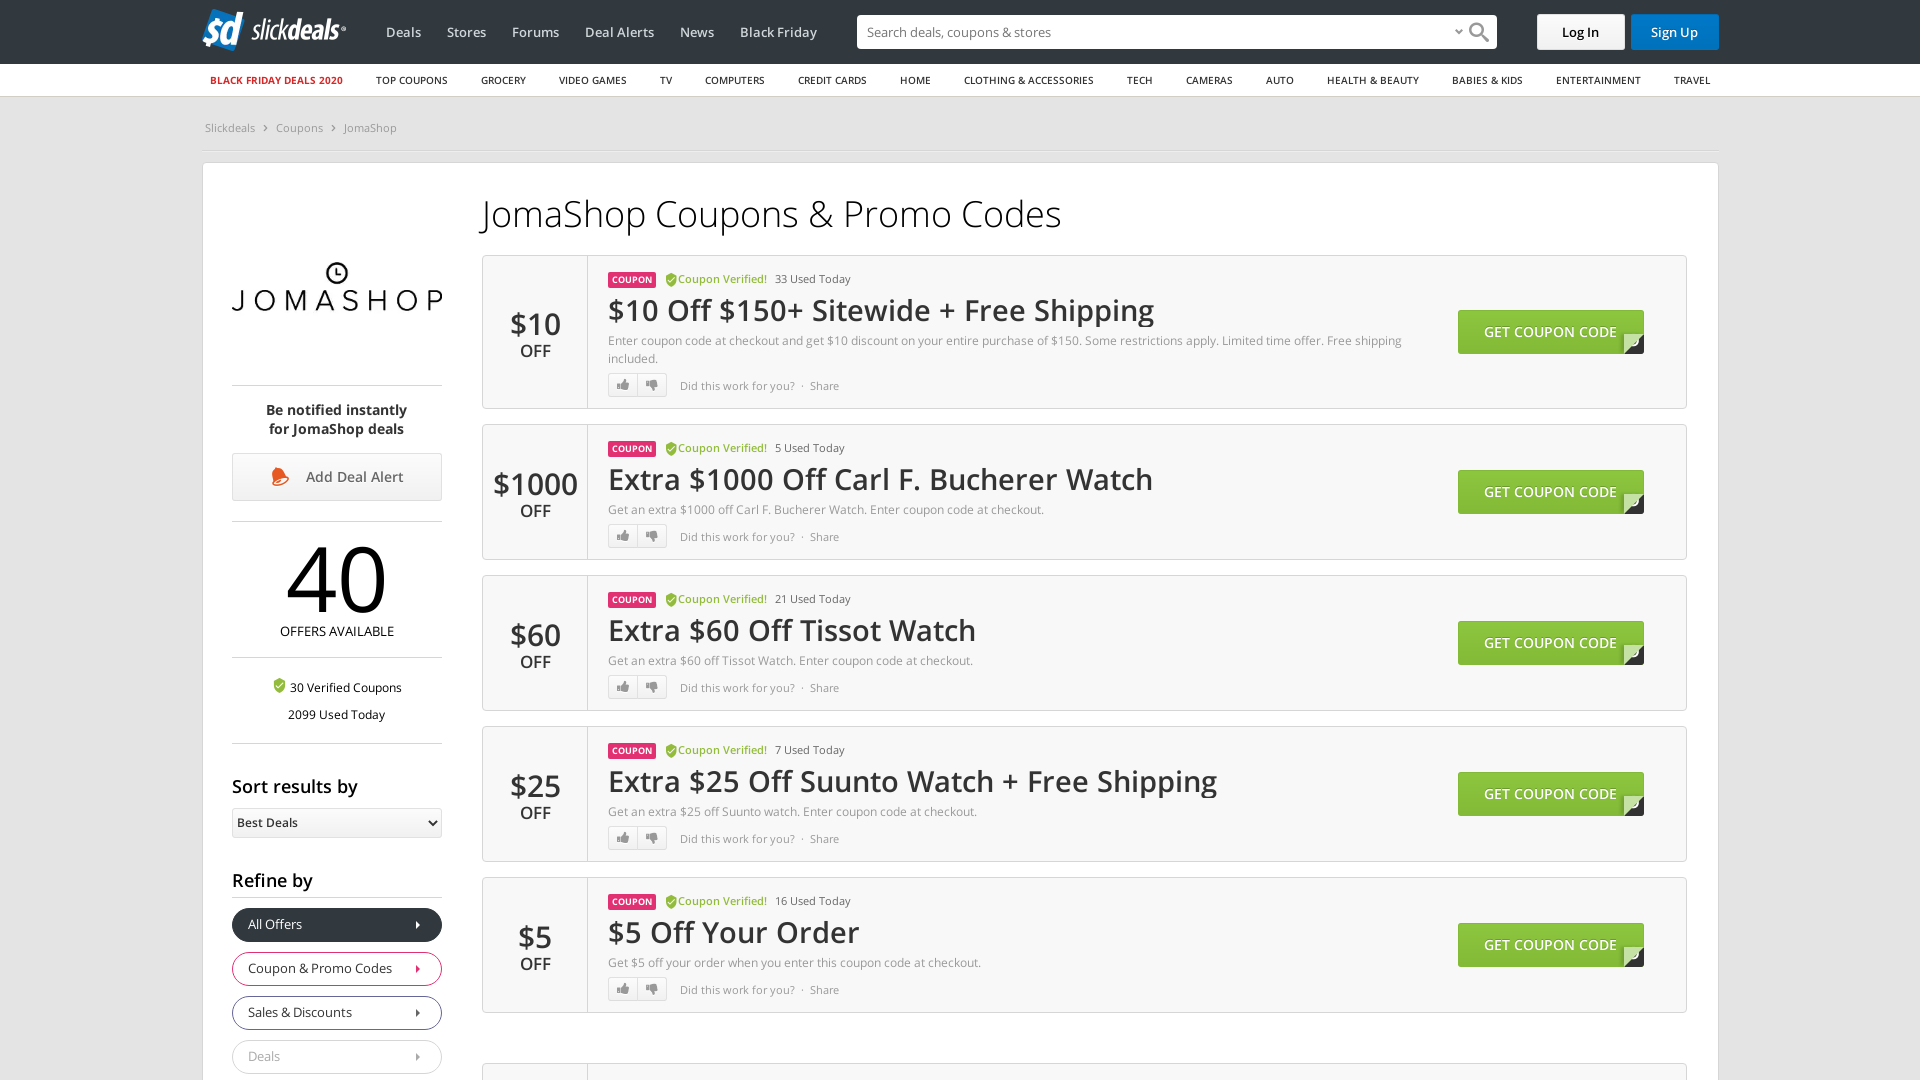 sd slickdeals
Deals Stores Forums Deal Alerts News Black Friday
Search deals, coupons & stores
Log In Sign Up
BLACK FRIDAY DEALS 2020 TOP COUPONS GROCERY VIDEO GAMES TV COMPUTERS CREDIT CARDS HOME CLOTHING & ACCESSORIES TECH CAMERAS AUTO HEALTH & BEAUTY BABIES & KIDS ENTERTAINMENT TRAVEL
Slickdeals Coupons JomaShop
JOMASHOP
Be notified instantly
for JomaShop deals
Add Deal Alert
40
OFFERS AVAILABLE
30 Verified Coupons
2099 Used Today
Sort results by
Best Deals
Refine by
All Offers
Coupon & Promo Codes
Sales & Discounts
Deals
JomaShop Coupons & Promo Codes
$10
OFF
COUPON Coupon Verified! 33 Used Today
$10 Off $150+ Sitewide + Free Shipping
Enter coupon code at checkout and get $10 discount on your entire purchase of $150. Some restrictions apply. Limited time offer. Free shipping
included.
Did this work for you? · Share
GET COUPON CODE
$1000
OFF
COUPON Coupon Verified! 5 Used Today
Extra $1000 Off Carl F. Bucherer Watch
Get an extra $1000 off Carl F. Bucherer Watch. Enter coupon code at checkout.
Did this work for you? · Share
GET COUPON CODE
$60
OFF
COUPON Coupon Verified! 21 Used Today
Extra $60 Off Tissot Watch
Get an extra $60 off Tissot Watch. Enter coupon code at checkout.
Did this work for you? · Share
GET COUPON CODE
$25
OFF
COUPON Coupon Verified! 7 Used Today
Extra $25 Off Suunto Watch + Free Shipping
Get an extra $25 off Suunto watch. Enter coupon code at checkout.
Did this work for you? · Share
GET COUPON CODE
$5
OFF
COUPON Coupon Verified! 16 Used Today
$5 Off Your Order
Get $5 off your order when you enter this coupon code at checkout.
Did this work for you? · Share
GET COUPON CODE